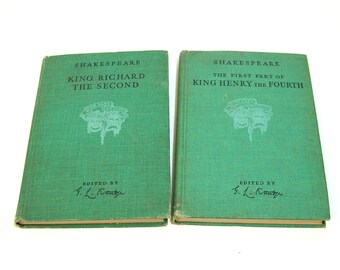 SHAKESPEARE
KING RICHARD
THE SECOND
EDITED BY
SHAKESPEARE
THE FIRST PART OF
KING HENRY THE FOURTH
EDITED BY